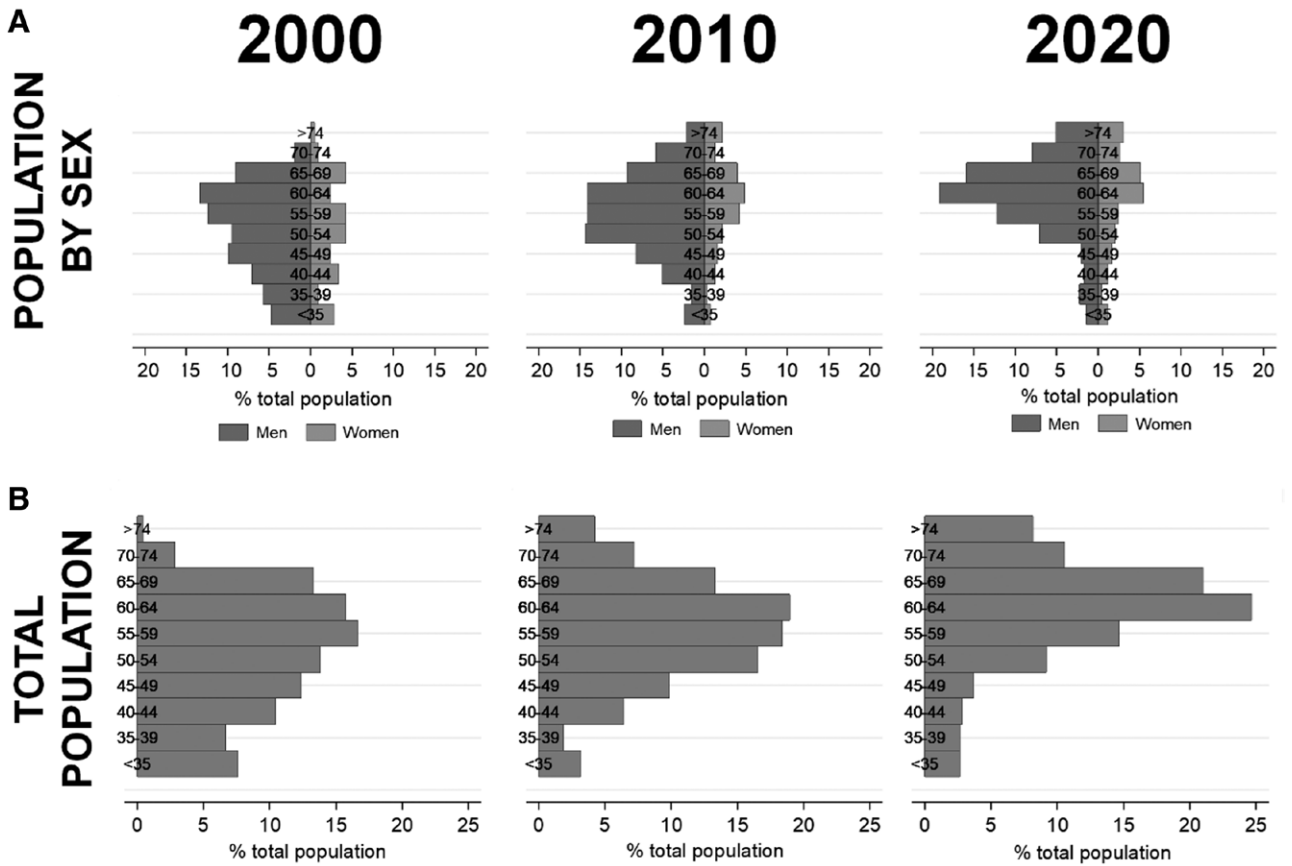 A
2000 2010 2020
POPULATION
BY SEX
>74 >74 >74
70-74 70-74 70-74
65-69 65-69 65-69
60-64 60-64 60-64
55-59 55-59 55-59
50-54 50-54 50-54
45-49 45-49 45-49
40-44 40-44 40-44
35-39 35-39 35-39
<35 <35 <35
20 15 10 5 0 5 10 15 20 20 15 10 5 0 5 10 15 20 20 15 10 5 0 5 10 15 20
% total population % total population % total population
Men Women Men Women Men Women
B
TOTAL
POPULATION
>74 >74 >74
70-74 70-74 70-74
65-69 65-69 65-69
60-64 60-64 60-64
55-59 55-59 55-59
50-54 50-54 50-54
45-49 45-49 45-49
40-44 40-44 40-44
35-39 35-39 35-39
<35 <35 <35
0 5 10 15 20 25 0 5 10 15 20 25 0 5 10 15 20 25
% total population % total population % total population